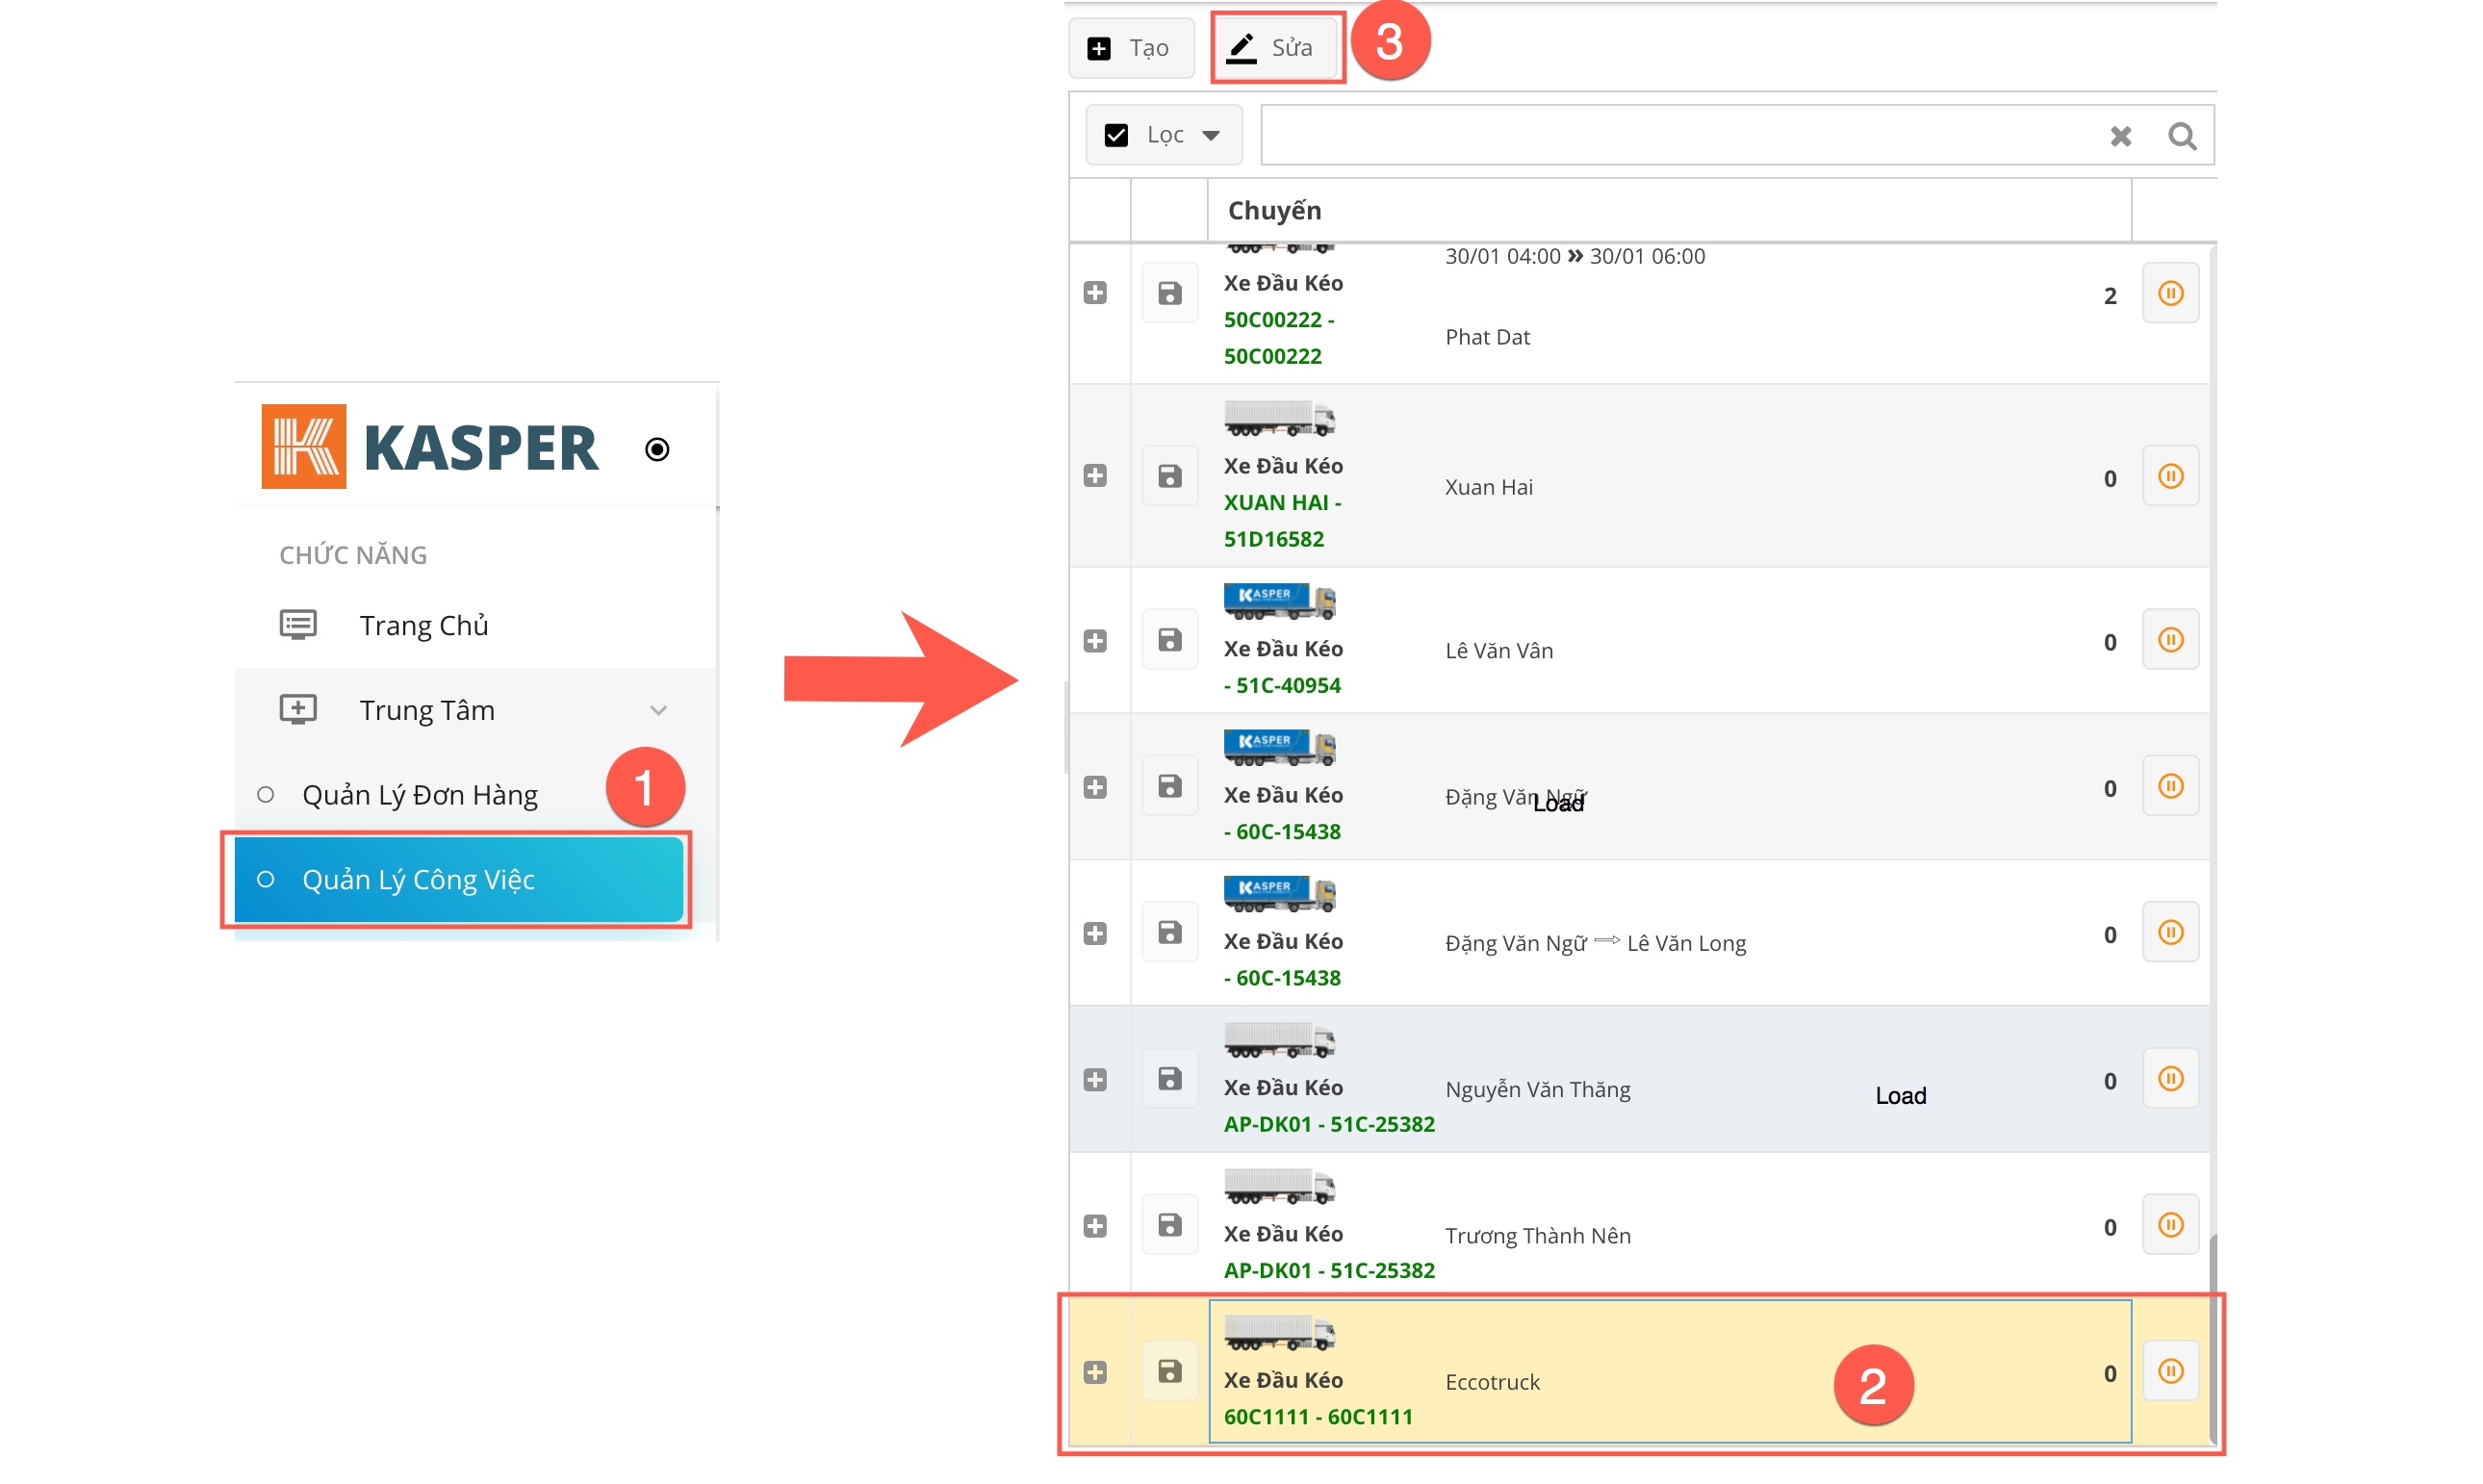 KASPER
CHỨC NĂNG
Trang Chủ
Trung Tâm
1
Quản Lý Đơn Hàng
Quản Lý Công Việc
Tạo
Sửa
3
Lọc
Chuyến
30/01 04:00 » 30/01 06:00
Xe Đầu Kéo
2
50C00222 -
Phat Dat
50C00222
Xe Đầu Kéo
0
Xuan Hai
XUAN HAI -
51D16582
KASPER
Xe Đầu Kéo
Lê Văn Vân
0
- 51C-40954
KASPER
Xe Đầu Kéo
Đặng Văn Ngữ
Load
0
- 60C-15438
KASPER
Xe Đầu Kéo
Đặng Văn Ngữ ⇒ Lê Văn Long
0
- 60C-15438
Xe Đầu Kéo
Nguyễn Văn Thăng
Load
0
AP-DK01 - 51C-25382
Xe Đầu Kéo
Trương Thành Nên
0
AP-DK01 - 51C-25382
Xe Đầu Kéo
Eccotruck
2
0
60C1111 - 60C1111